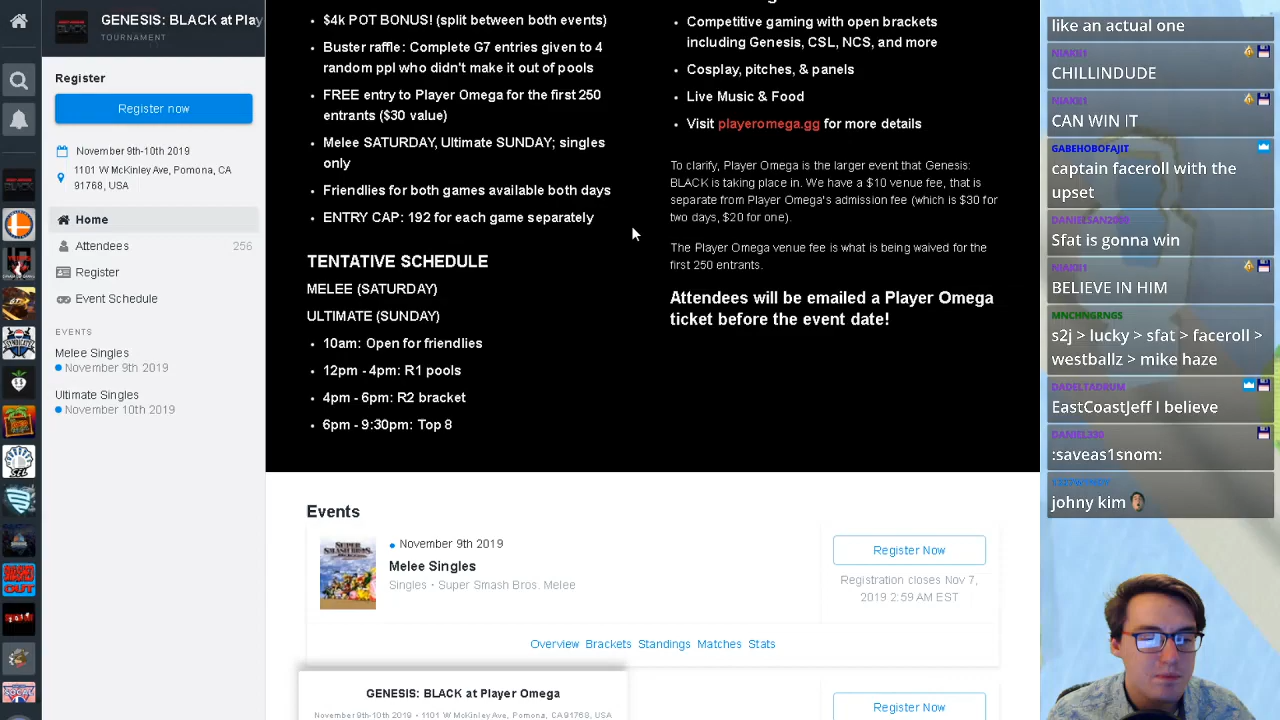 GENESIS: BLACK at Play
TOURNAMENT
Register
Register now
November 9th-10th 2019
1101 W McKinley Ave, Pomona, CA
91768, USA
Home
Attendees 256
Register
Event Schedule
EVENTS
Melee Singles
November 9th 2019
Ultimate Singles
November 10th 2019
$4k POT BONUS! (split between both events)
Buster raffle: Complete G7 entries given to 4
random ppl who didn't make it out of pools
FREE entry to Player Omega for the first 250
entrants ($30 value)
Melee SATURDAY, Ultimate SUNDAY; singles
only
Friendlies for both games available both days
ENTRY CAP: 192 for each game separately
TENTATIVE SCHEDULE
MELEE (SATURDAY)
ULTIMATE (SUNDAY)
10am: Open for friendlies
12pm - 4pm: R1 pools
4pm - 6pm: R2 bracket
6pm - 9:30pm: Top 8
Competitive gaming with open brackets
including Genesis, CSL, NCS, and more
Cosplay, pitches, & panels
Live Music & Food
Visit playeromega.gg for more details
To clarify, Player Omega is the larger event that Genesis:
BLACK is taking place in. We have a $10 venue fee, that is
separate from Player Omega's admission fee (which is $30 for
two days, $20 for one).
The Player Omega venue fee is what is being waived for the
first 250 entrants.
Attendees will be emailed a Player Omega
ticket before the event date!
Events
SUPER
SMASH BROS.
November 9th 2019
Melee Singles
Singles • Super Smash Bros. Melee
Register Now
Registration closes Nov 7,
2019 2:59 AM EST
Overview Brackets Standings Matches Stats
GENESIS: BLACK at Player Omega
November 9th-10th 2019 • 1101 W McKinley Ave, Pomona, CA 91768, USA
Register Now
like an actual one
CHILLINDUDE
CAN WIN IT
GABEHOBOFAJIT
captain faceroll with the
upset
DANIELSAN2080
Sfat is gonna win
BELIEVE IN HIM
MNCHNGRNGS
s2j > lucky > sfat > faceroll >
westballz > mike haze
DADELTADRUM
EastCoastJeff I believe
DANIEL330
:saveas1snom:
johny kim